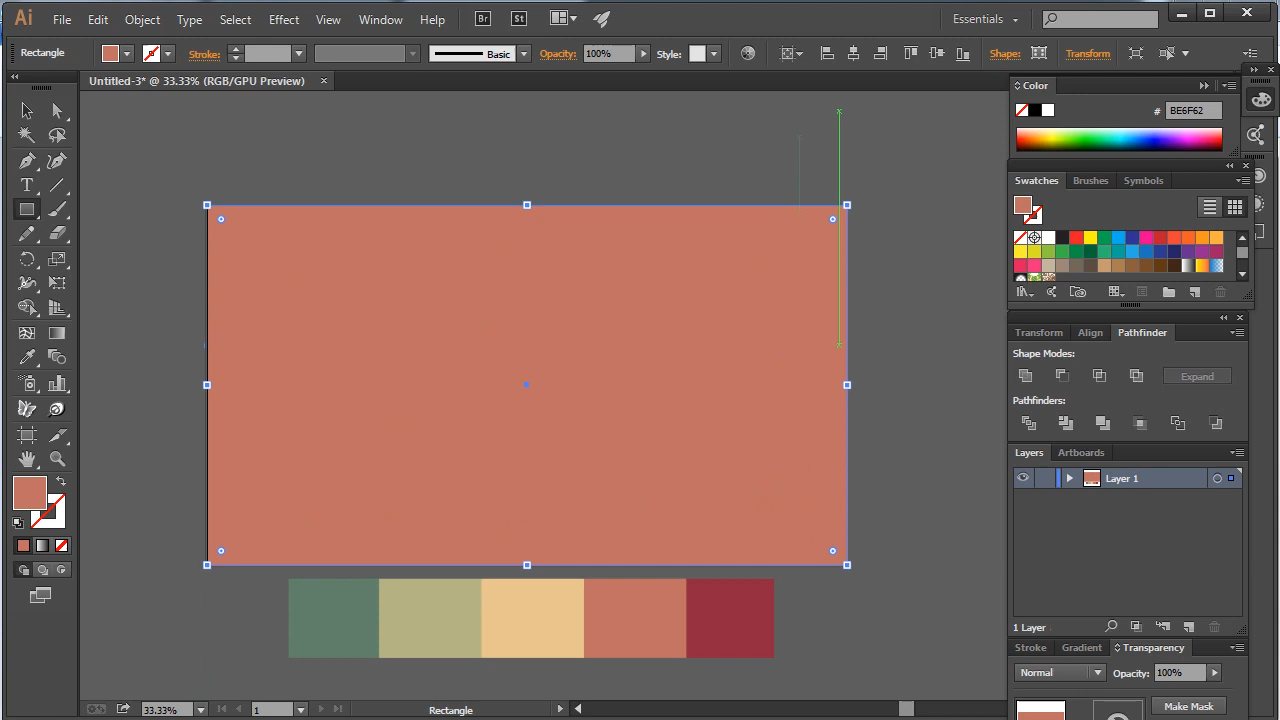 Ai File Edit Object Type Select Effect View Window Help Br St Essentials
Rectangle Stroke: Basic Opacity: 100% Style: Shape: Transform
Untitled-3* @ 33.33% (RGB/GPU Preview) ×
Color
# BE6F62
Swatches Brushes Symbols
Transform Align Pathfinder
Shape Modes:
Expand
Pathfinders:
Layers Artboards
Layer 1
1 Layer
Stroke Gradient Transparency
Normal Opacity: 100%
Make Mask
33.33% 1 Rectangle